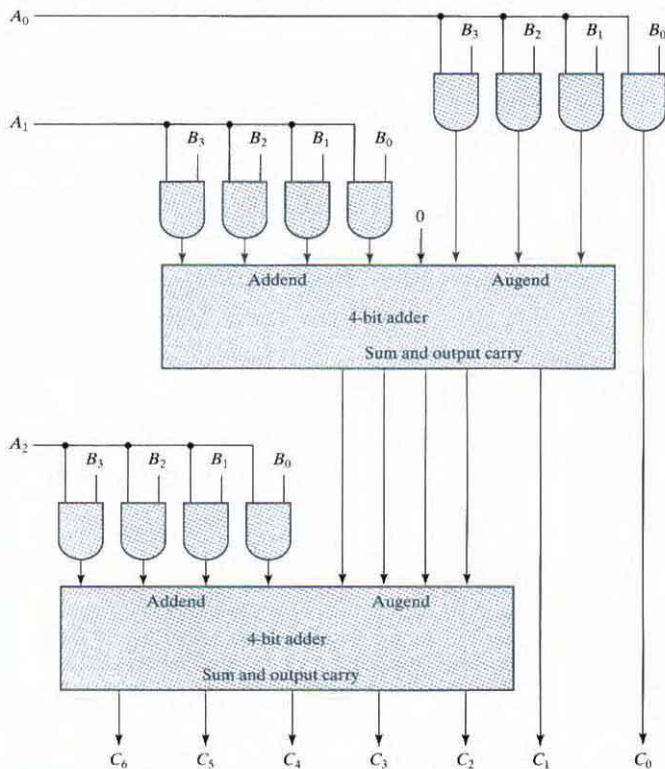 A₀
B₃ B₂ B₁ B₀
A₁
B₃ B₂ B₁ B₀
0
Addend Augend
4-bit adder
Sum and output carry
A₂
B₃ B₂ B₁ B₀
Addend Augend
4-bit adder
Sum and output carry
C₆ C₅ C₄ C₃ C₂ C₁ C₀